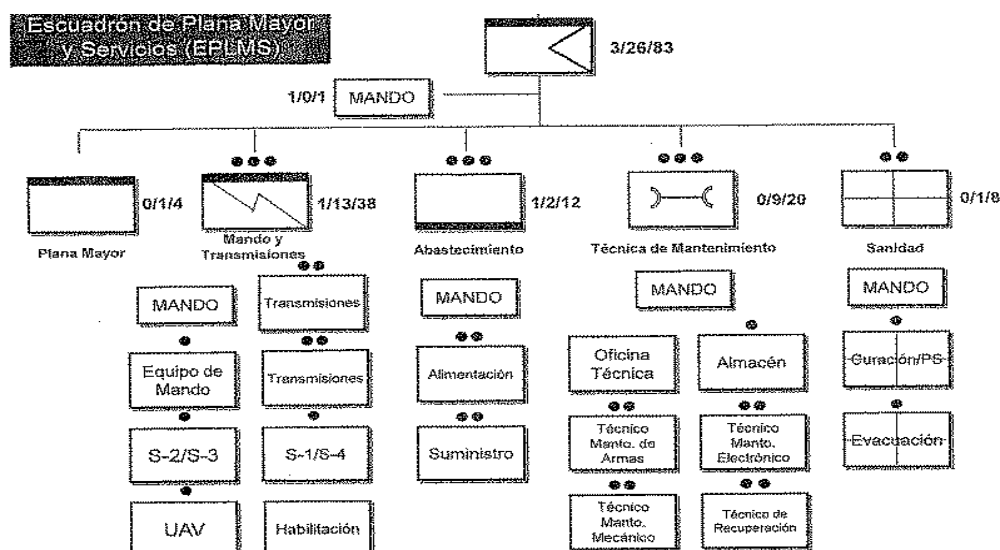 Escuadrón de Plana Mayor
y Servicios (EPLMS)
3/26/83
1/0/1
MANDO
0/1/4
1/13/38
1/2/12
0/9/20
0/1/8
Plana Mayor
Mando y
Transmisiones
Abastecimiento
Técnica de Mantenimiento
Sanidad
MANDO
Equipo de
Mando
S-2/S-3
UAV
Transmisiones
Transmisiones
S-1/S-4
Habilitación
MANDO
Alimentación
Suministro
MANDO
Oficina
Técnica
Almacén
Técnico
Manto. de
Armas
Técnico
Manto.
Electrónico
Técnico
Manto.
Mecánico
Técnico de
Recuperación
MANDO
Curación/PS
Evacuación